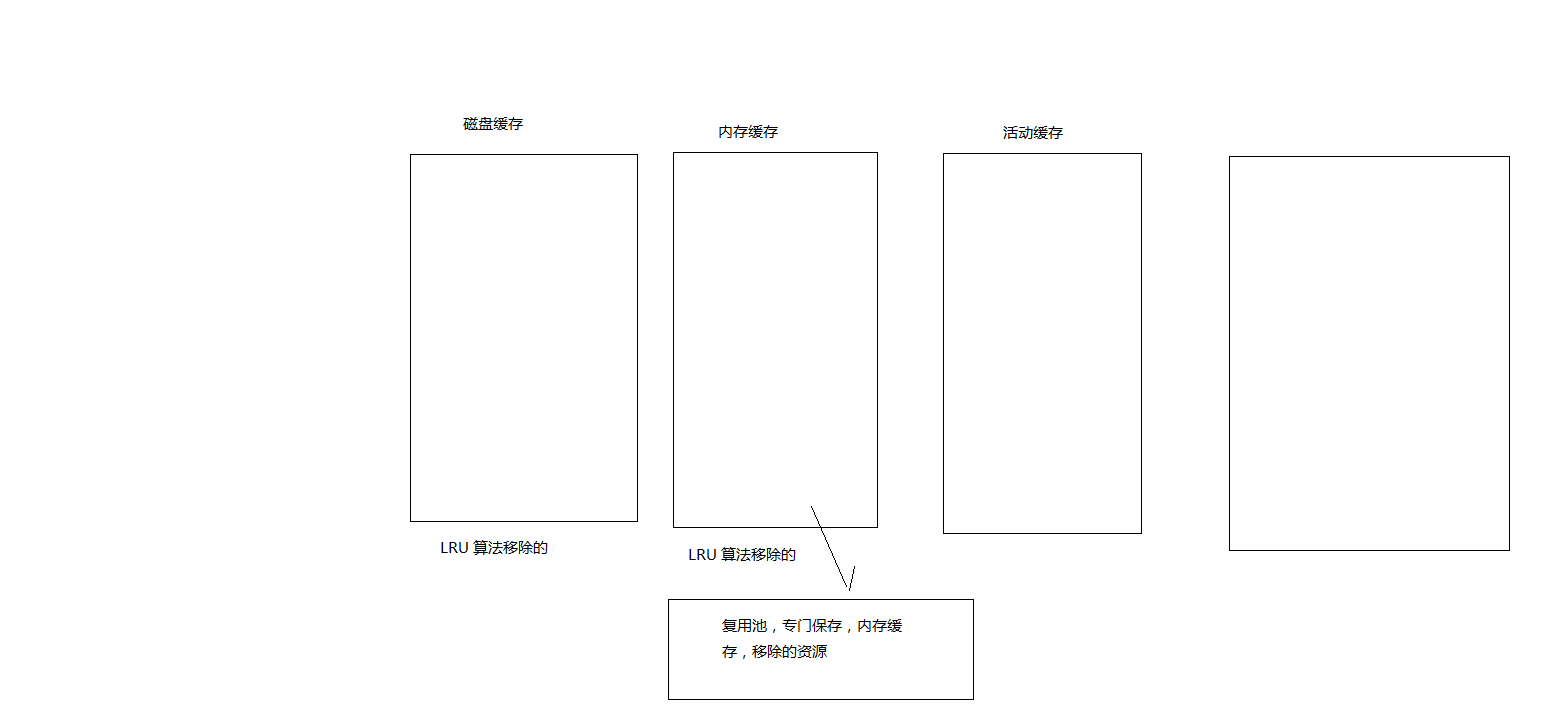 磁盘缓存
内存缓存
活动缓存
LRU 算法移除的
LRU 算法移除的
复用池，专门保存，内存缓
存，移除的资源